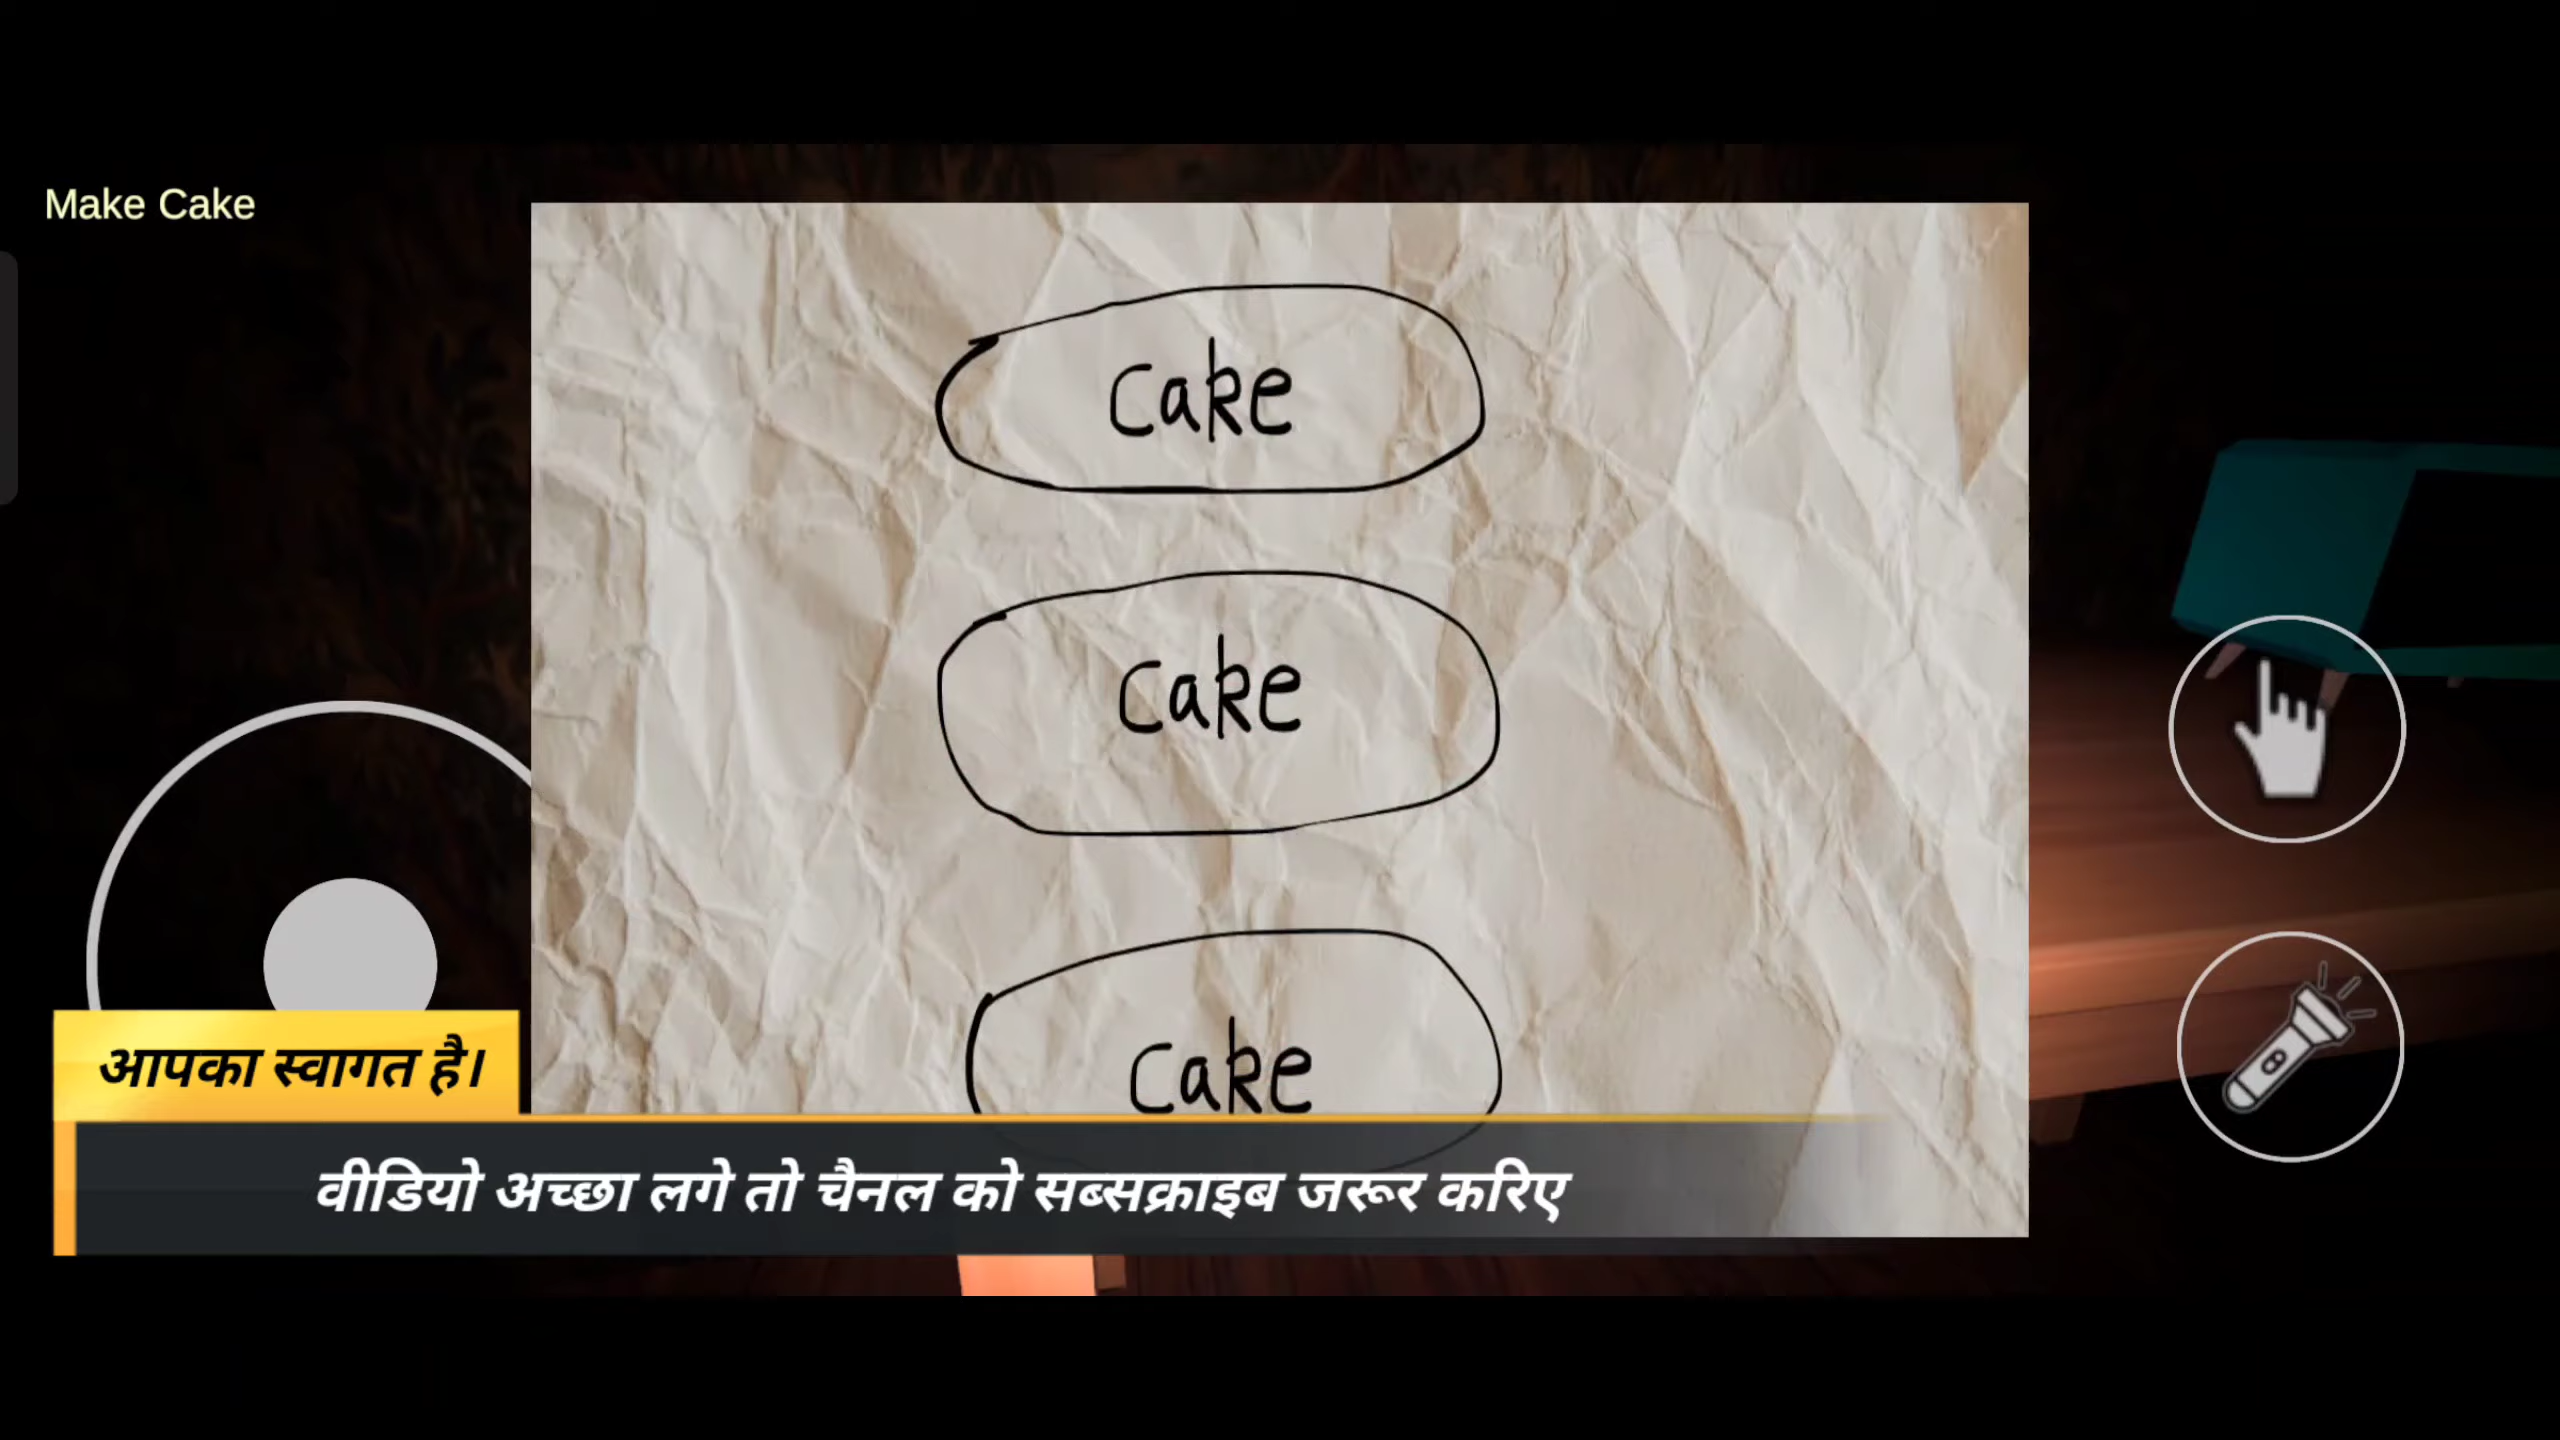 Make Cake
Cake
Cake
Cake
आपका स्वागत है।
वीडियो अच्छा लगे तो चैनल को सब्सक्राइब जरूर करिए